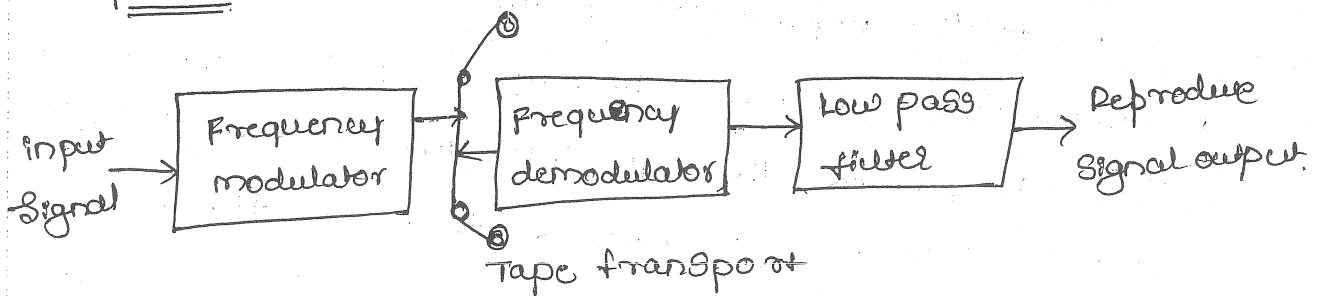 input
signal
Frequency
modulator
Frequency
demodulator
Low pass
filter
Reproduce
signal output.
Tape transport